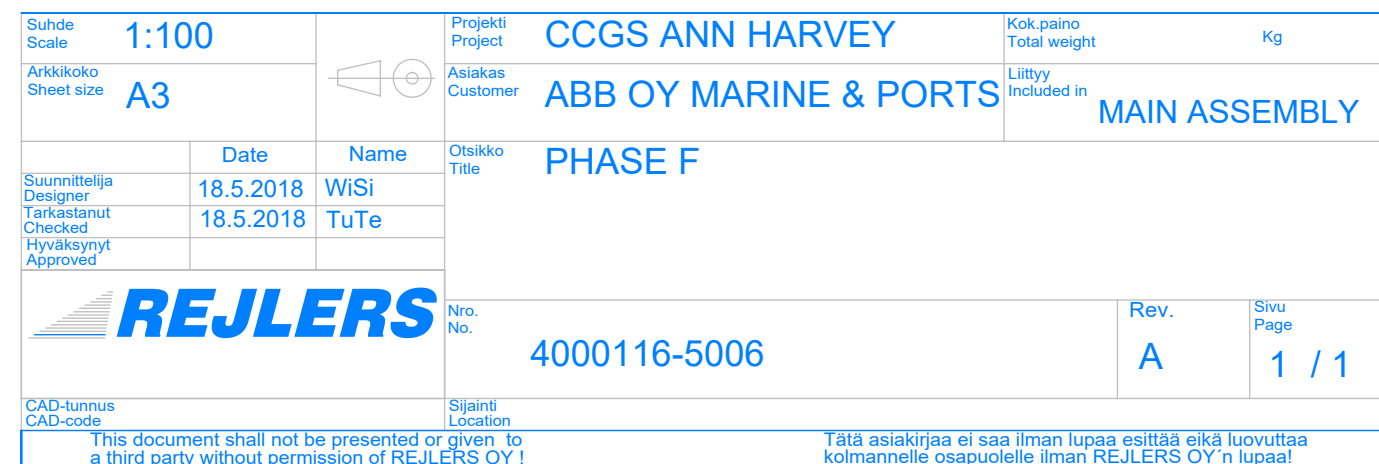 Suhde
Scale
1:100
Projekti
Project
CCGS ANN HARVEY
Kok.paino
Total weight
Kg
Arkkikoko
Sheet size
A3
Asiakas
Customer
ABB OY MARINE & PORTS
Liittyy
Included in
MAIN ASSEMBLY
Date
Name
Otsikko
Title
PHASE F
Suunnittelija
Designer
18.5.2018
WiSi
Tarkastanut
Checked
18.5.2018
TuTe
Hyväksynyt
Approved
REJLERS
Nro.
No.
4000116-5006
Rev.
A
Sivu
Page
1 / 1
CAD-tunnus
CAD-code
Sijainti
Location
This document shall not be presented or given to
a third party without permission of REJLERS OY !
Tätä asiakirjaa ei saa ilman lupaa esittää eikä luovuttaa
kolmannelle osapuolelle ilman REJLERS OY´n lupaa!